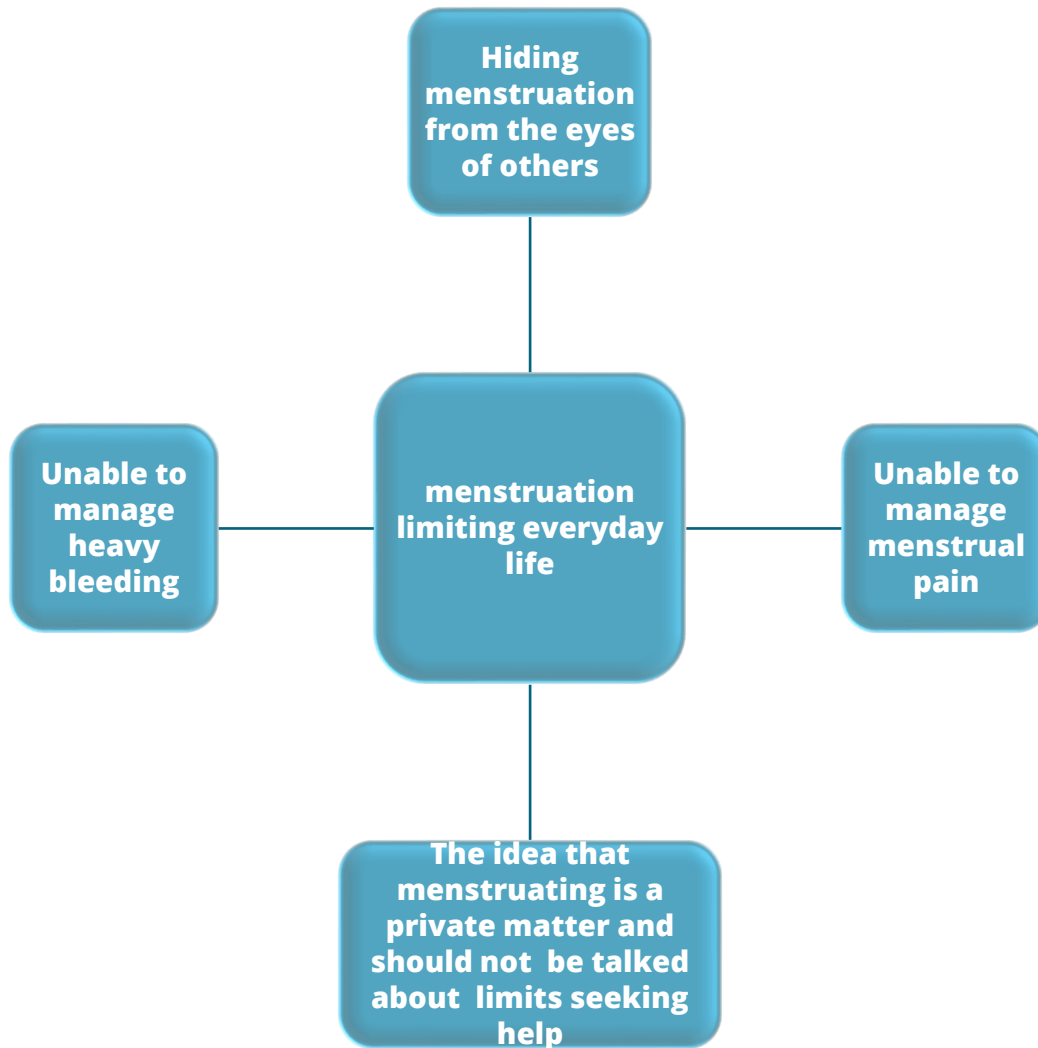 Hiding
menstruation
from the eyes
of others
Unable to
manage
heavy
bleeding
menstruation
limiting everyday
life
Unable to
manage
menstrual
pain
The idea that
menstruating is a
private matter and
should not  be talked
about  limits seeking
help